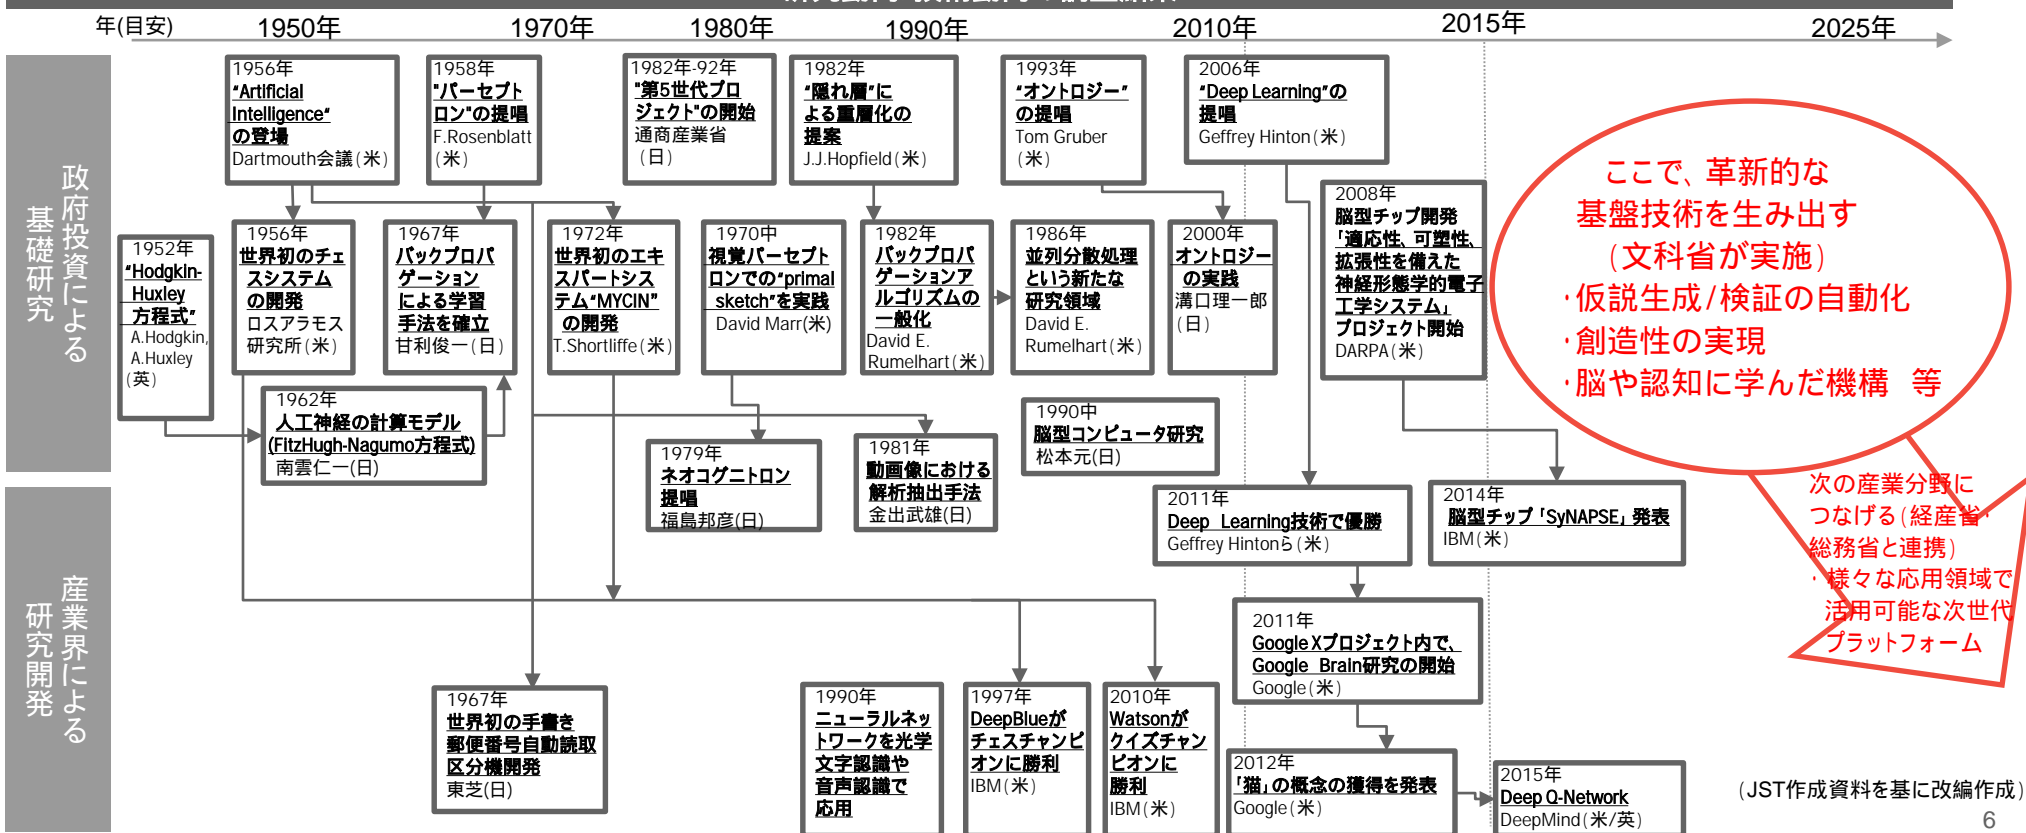 年(目安)
1950年
1970年
1980年
1990年
2010年
2015年
2025年
政府投資による
基礎研究
1956年
“Artificial
Intelligence“
の登場
Dartmouth会議(米)
1958年
"パーセプト
ロン"の提唱
F.Rosenblatt
(米)
1982年-92年
"第5世代プロ
ジェクト"の開始
通商産業省
(日)
1982年
“隠れ層”に
よる重層化の
提案
J.J.Hopfield(米)
1993年
“オントロジー”
の提唱
Tom Gruber
(米)
2006年
“Deep Learning”の
提唱
Geffrey Hinton(米)
1952年
“Hodgkin-
Huxley
方程式”
A.Hodgkin,
A.Huxley
(英)
1956年
世界初のチェ
スシステム
の開発
ロスアラモス
研究所(米)
1967年
バックプロパ
ゲーション
による学習
手法を確立
甘利俊一(日)
1972年
世界初のエキ
スパートシス
テム“MYCIN”
の開発
T.Shortliffe(米)
1970中
視覚パーセプト
ロンでの“primal
sketch”を実践
David Marr(米)
1982年
バックプロパ
ゲーションアル
ゴリズムの
一般化
David E.
Rumelhart(米)
1986年
並列分散処理
という新たな
研究領域
David E.
Rumelhart(米)
2000年
オントロジー
の実践
溝口理一郎
(日)
2008年
脳型チップ開発
「適応性、可塑性、
拡張性を備えた
神経形態学的電子
工学システム」
プロジェクト開始
DARPA(米)
1962年
人工神経の計算モデル
(FitzHugh-Nagumo方程式)
南雲仁一(日)
1979年
ネオコグニトロン
提唱
福島邦彦(日)
1981年
動画像における
解析抽出手法
金出武雄(日)
1990中
脳型コンピュータ研究
松本元(日)
ここで、革新的な
基盤技術を生み出す
(文科省が実施)
・仮説生成/検証の自動化
・創造性の実現
・脳や認知に学んだ機構 等
産業界による
研究開発
2011年
Deep Learning技術で優勝
Geffrey Hintonら(米)
2014年
脳型チップ「SyNAPSE」発表
IBM(米)
次の産業分野に
つなげる(経産省・
総務省と連携)
・様々な応用領域で
活用可能な次世代
プラットフォーム
2011年
Google Xプロジェクト内で、
Google Brain研究の開始
Google(米)
1967年
世界初の手書き
郵便番号自動読取
区分機開発
東芝(日)
1990年
ニューラルネッ
トワークを光学
文字認識や
音声認識で
応用
1997年
DeepBlueが
チェスチャンピ
オンに勝利
IBM(米)
2010年
Watsonが
クイズチャン
ピオンに
勝利
IBM(米)
2012年
「猫」の概念の獲得を発表
Google(米)
2015年
Deep Q-Network
DeepMind(米/英)
(JST作成資料を基に改編作成)
6